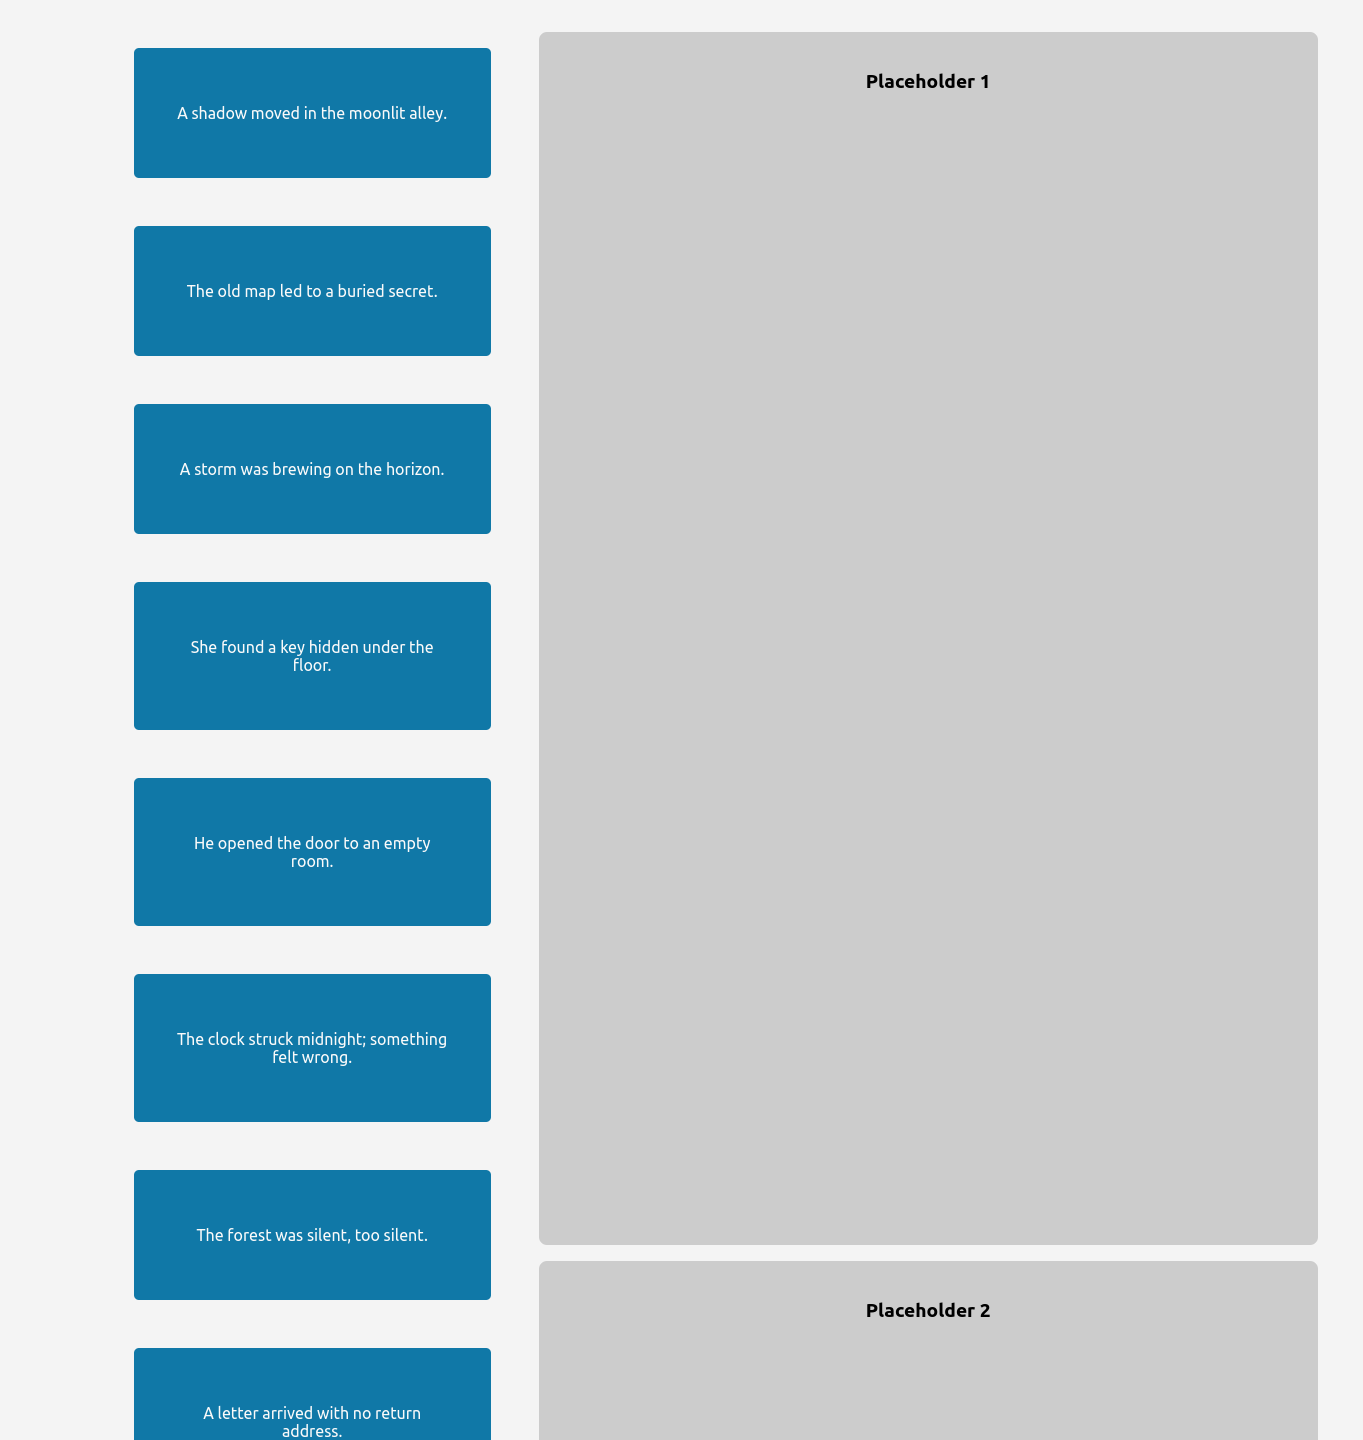 A shadow moved in the moonlit alley.
The old map led to a buried secret.
A storm was brewing on the horizon.
She found a key hidden under the
floor.
He opened the door to an empty
room.
The clock struck midnight; something
felt wrong.
The forest was silent, too silent.
A letter arrived with no return
address.
Placeholder 1
Placeholder 2